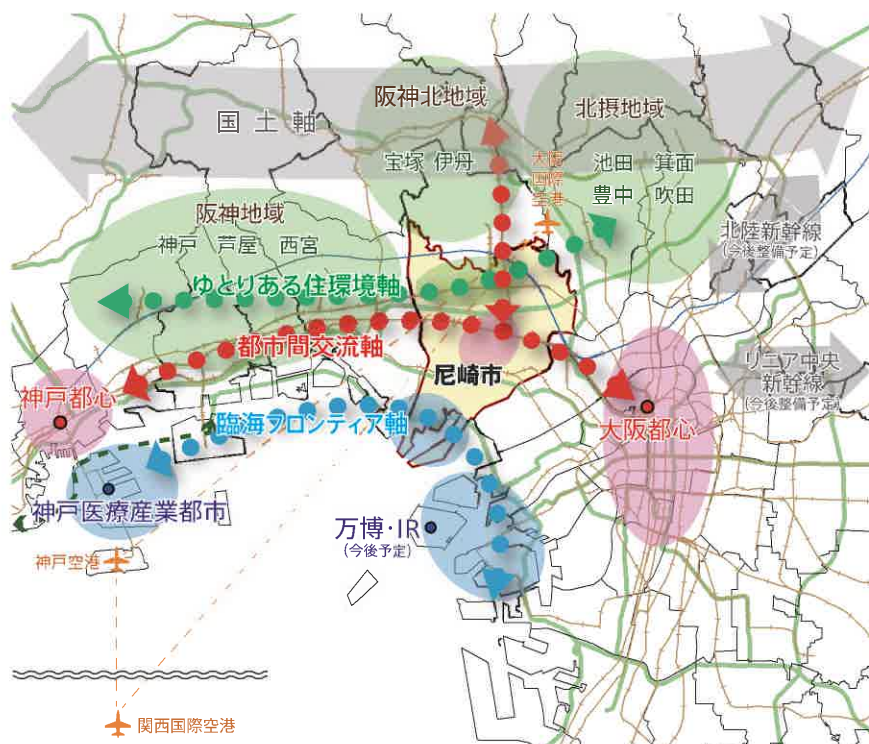 国土軸
阪神北地域
宝塚 伊丹
北摂地域
池田 箕面
豊中 吹田
大阪
国際
空港
北陸新幹線
(今後整備予定)
阪神地域
神戸 芦屋 西宮
ゆとりある住環境軸
都市間交流軸
尼崎市
リニア中央
新幹線
(今後整備予定)
神戸都心
臨海フロンティア軸
大阪都心
神戸医療産業都市
万博・IR
(今後予定)
神戸空港
関西国際空港